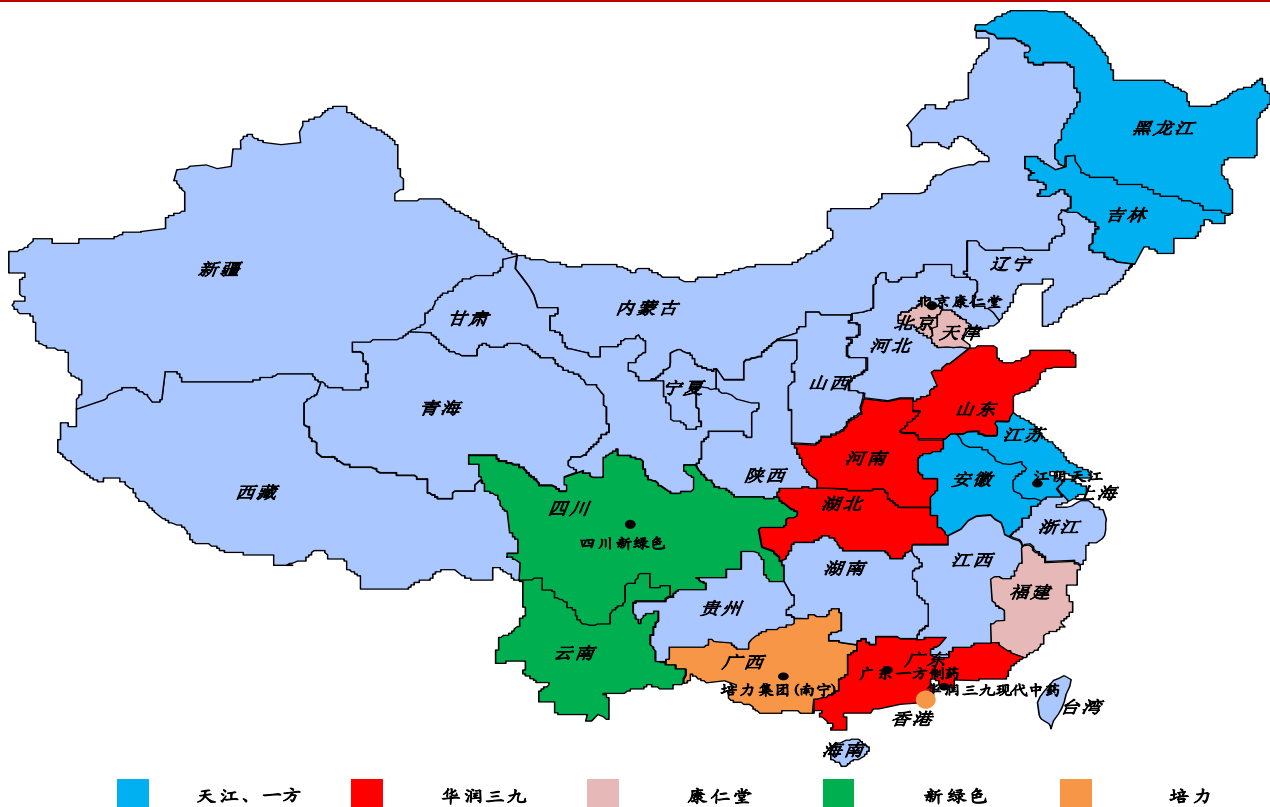 黑龙江
吉林
新疆
辽宁
内蒙古
北京康仁堂
甘肃
北京
天津
河北
山西
宁夏
青海
山东
江苏
河南
陕西
安徽
江阴天江
上海
西藏
湖北
四川
浙江
四川新绿色
江西
湖南
福建
贵州
云南
广西
广东
广东一方制药
培力集团(南宁)
华润三九现代中药
台湾
香港
海南
天江、一方
华润三九
康仁堂
新绿色
培力